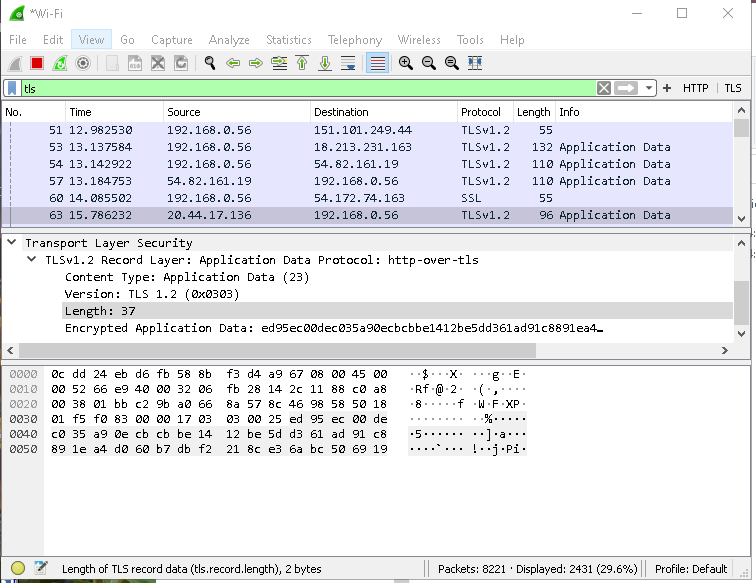 *Wi-Fi
File Edit View Go Capture Analyze Statistics Telephony Wireless Tools Help
tls + HTTP TLS
No. Time Source Destination Protocol Length Info
51 12.982530 192.168.0.56 151.101.249.44 TLSv1.2 55
53 13.137584 192.168.0.56 18.213.231.163 TLSv1.2 132 Application Data
54 13.142922 192.168.0.56 54.82.161.19 TLSv1.2 110 Application Data
57 13.184753 54.82.161.19 192.168.0.56 TLSv1.2 110 Application Data
60 14.085502 192.168.0.56 54.172.74.163 SSL 55
63 15.786232 20.44.17.136 192.168.0.56 TLSv1.2 96 Application Data
Transport Layer Security
TLSv1.2 Record Layer: Application Data Protocol: http-over-tls
Content Type: Application Data (23)
Version: TLS 1.2 (0x0303)
Length: 37
Encrypted Application Data: ed95ec00dec035a90ecbcbbe1412be5dd361ad91c8891ea4…
0000 0c dd 24 eb d6 fb 58 8b f3 d4 a9 67 08 00 45 00 ··$···X· ···g··E·
0010 00 52 66 e9 40 00 32 06 fb 28 14 2c 11 88 c0 a8 ·Rf·@·2· ·(·,····
0020 00 38 01 bb c2 9b a0 66 8a 57 8c 46 98 58 50 18 ·8·····f ·W·F·XP·
0030 01 f5 f0 83 00 00 17 03 03 00 25 ed 95 ec 00 de ········ ··%·····
0040 c0 35 a9 0e cb cb be 14 12 be 5d d3 61 ad 91 c8 ·5······ ··]·a···
0050 89 1e a4 d0 60 b7 db f2 21 8c e3 6a bc 50 69 19 ····`··· !··j·Pi·
Length of TLS record data (tls.record.length), 2 bytes Packets: 8221 · Displayed: 2431 (29.6%) Profile: Default